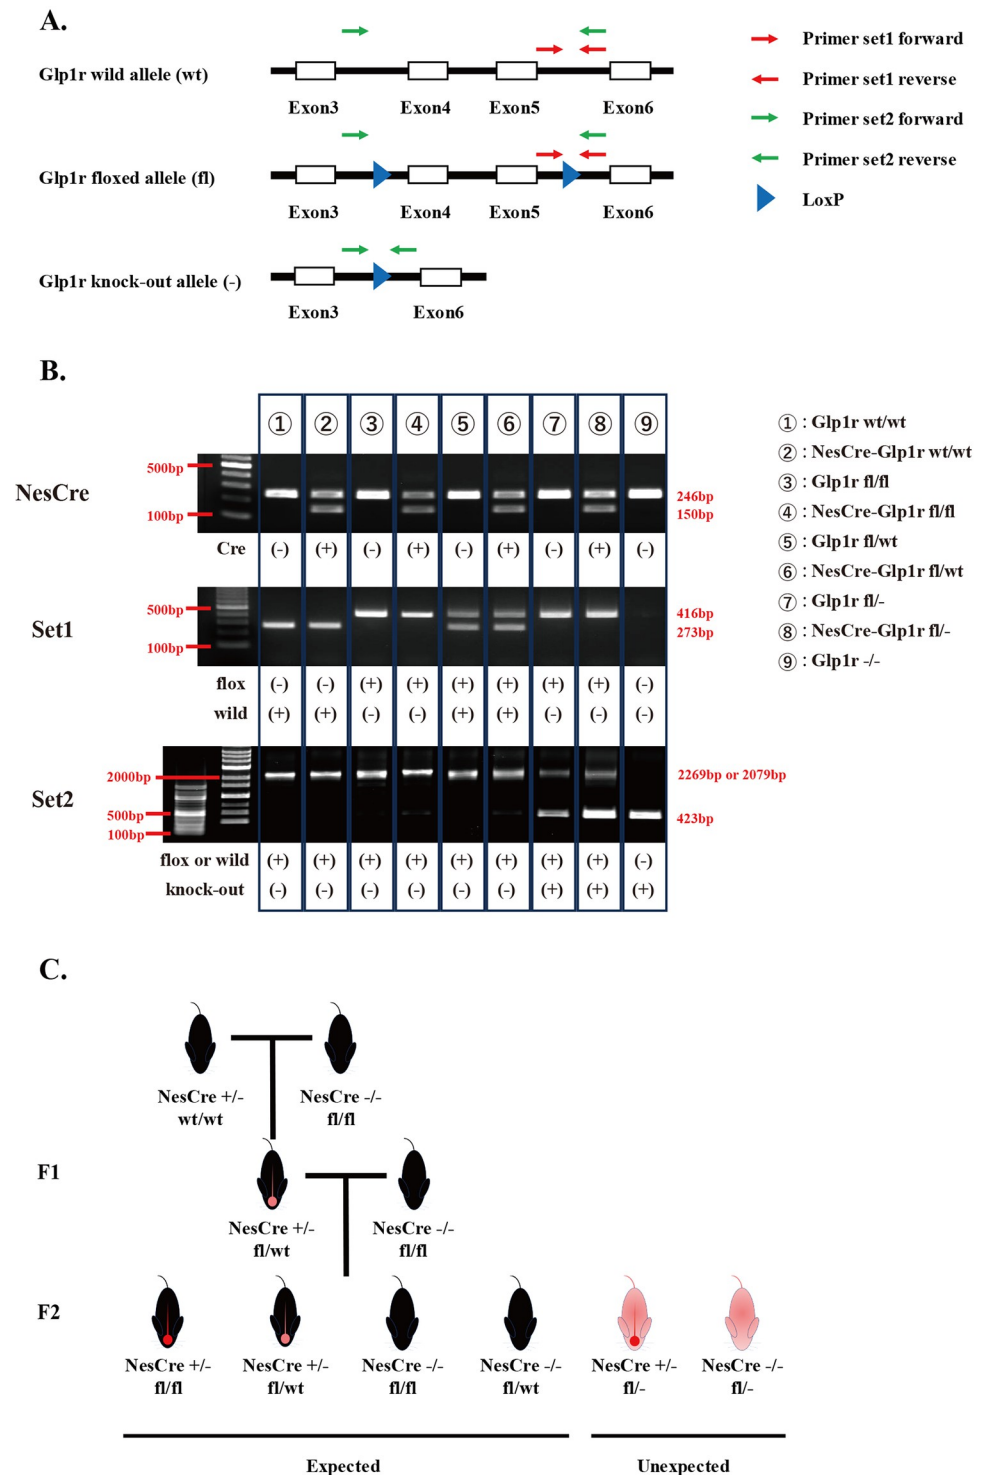 A.
Glp1r wild allele (wt)
Exon3 Exon4 Exon5 Exon6
Glp1r floxed allele (fl)
Exon3 Exon4 Exon5 Exon6
Glp1r knock-out allele (-)
Exon3 Exon6
Primer set1 forward
Primer set1 reverse
Primer set2 forward
Primer set2 reverse
LoxP
B.
① ② ③ ④ ⑤ ⑥ ⑦ ⑧ ⑨
NesCre
500bp
100bp
246bp
150bp
Cre (-) (+) (-) (+) (-) (+) (-) (+) (-)
Set1
500bp
100bp
416bp
273bp
flox (-) (-) (+) (+) (+) (+) (+) (+) (-)
wild (+) (+) (-) (-) (+) (+) (-) (-) (-)
Set2
2000bp
500bp
100bp
2269bp or 2079bp
423bp
flox or wild (+) (+) (+) (+) (+) (+) (+) (+) (-)
knock-out (-) (-) (-) (-) (-) (-) (+) (+) (+)
① : Glp1r wt/wt
② : NesCre-Glp1r wt/wt
③ : Glp1r fl/fl
④ : NesCre-Glp1r fl/fl
⑤ : Glp1r fl/wt
⑥ : NesCre-Glp1r fl/wt
⑦ : Glp1r fl/-
⑧ : NesCre-Glp1r fl/-
⑨ : Glp1r -/-
C.
NesCre +/- NesCre -/-
wt/wt fl/fl
F1
NesCre +/- NesCre -/-
fl/wt fl/fl
F2
NesCre +/- NesCre +/- NesCre -/- NesCre -/- NesCre +/- NesCre -/-
fl/fl fl/wt fl/fl fl/wt fl/- fl/-
Expected Unexpected